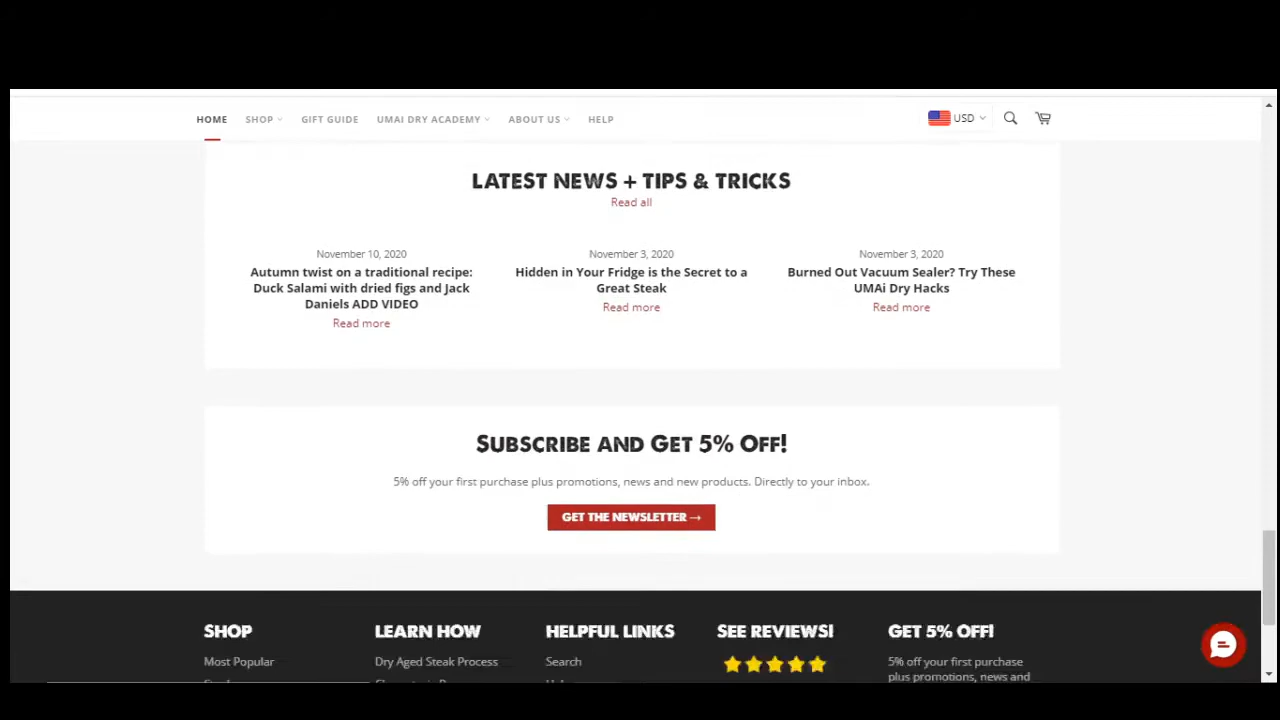 HOME SHOP GIFT GUIDE UMAI DRY ACADEMY ABOUT US HELP USD
LATEST NEWS + TIPS & TRICKS
Read all
November 10, 2020
Autumn twist on a traditional recipe:
Duck Salami with dried figs and Jack
Daniels ADD VIDEO
Read more
November 3, 2020
Hidden in Your Fridge is the Secret to a
Great Steak
Read more
November 3, 2020
Burned Out Vacuum Sealer? Try These
UMAi Dry Hacks
Read more
SUBSCRIBE AND GET 5% OFF!
5% off your first purchase plus promotions, news and new products. Directly to your inbox.
GET THE NEWSLETTER →
SHOP
Most Popular
LEARN HOW
Dry Aged Steak Process
HELPFUL LINKS
Search
SEE REVIEWS!
GET 5% OFF!
5% off your first purchase
plus promotions, news and